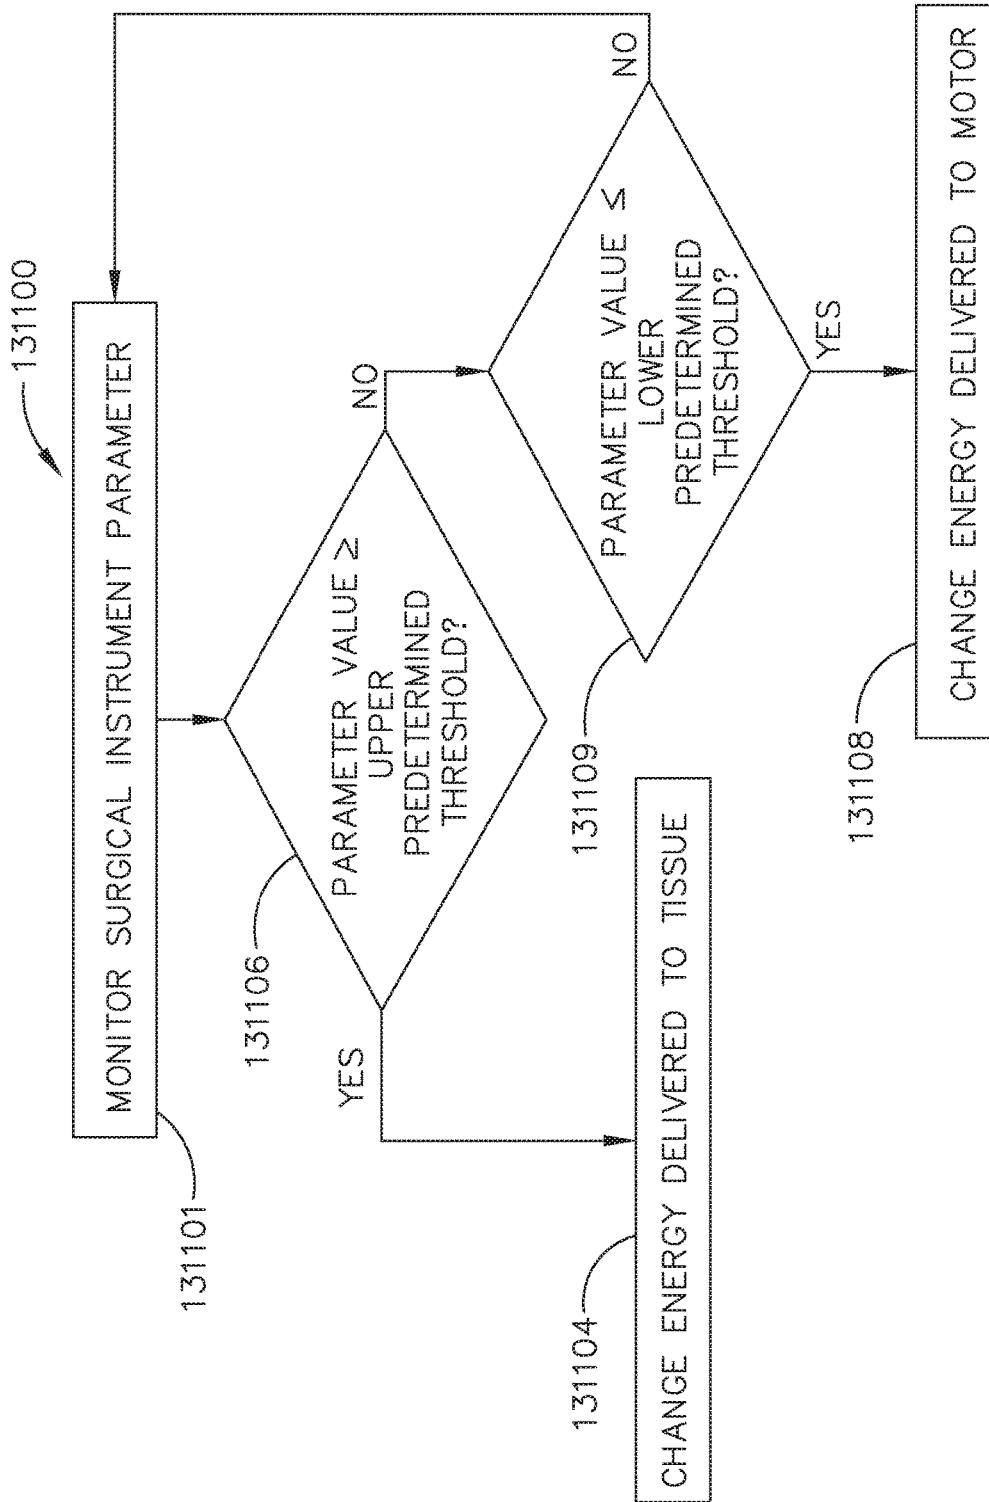 131100
MONITOR SURGICAL INSTRUMENT PARAMETER
131101
PARAMETER VALUE ≥
UPPER
PREDETERMINED
THRESHOLD?
131106
YES
NO
CHANGE ENERGY DELIVERED TO TISSUE
131104
PARAMETER VALUE ≤
LOWER
PREDETERMINED
THRESHOLD?
131109
NO
YES
CHANGE ENERGY DELIVERED TO MOTOR
131108